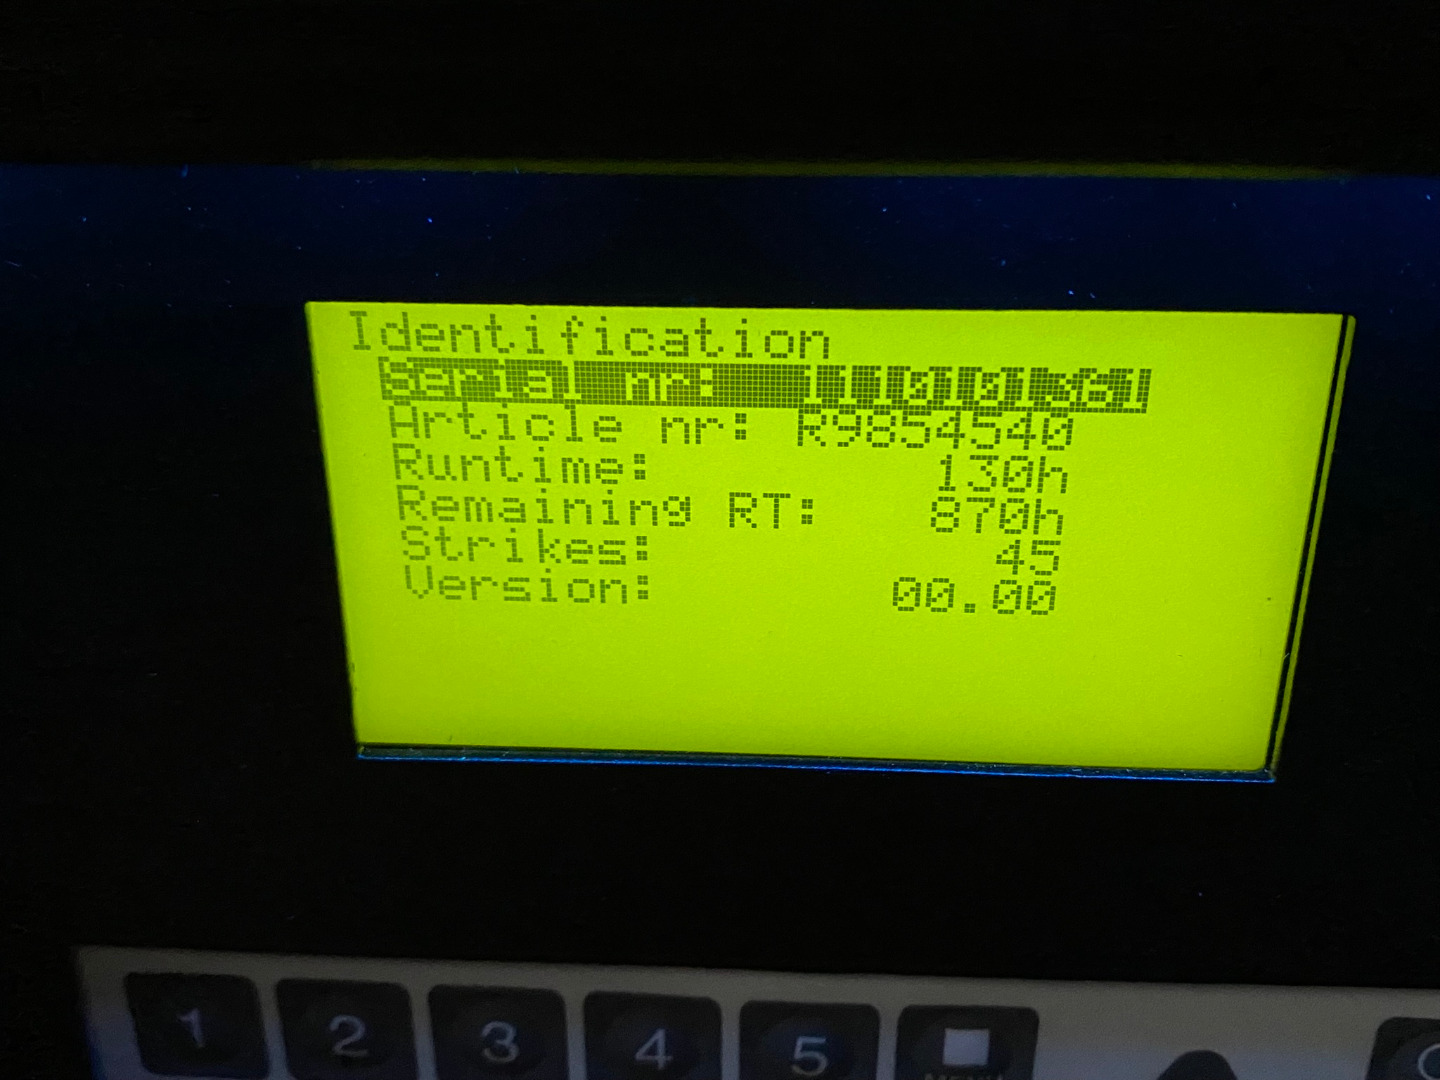 Identification
Serial nr:
Article nr: R9854540
Runtime: 130h
Remaining RT: 870h
Strikes: 45
Version: 00.00
1 2 3 4 5
MENU